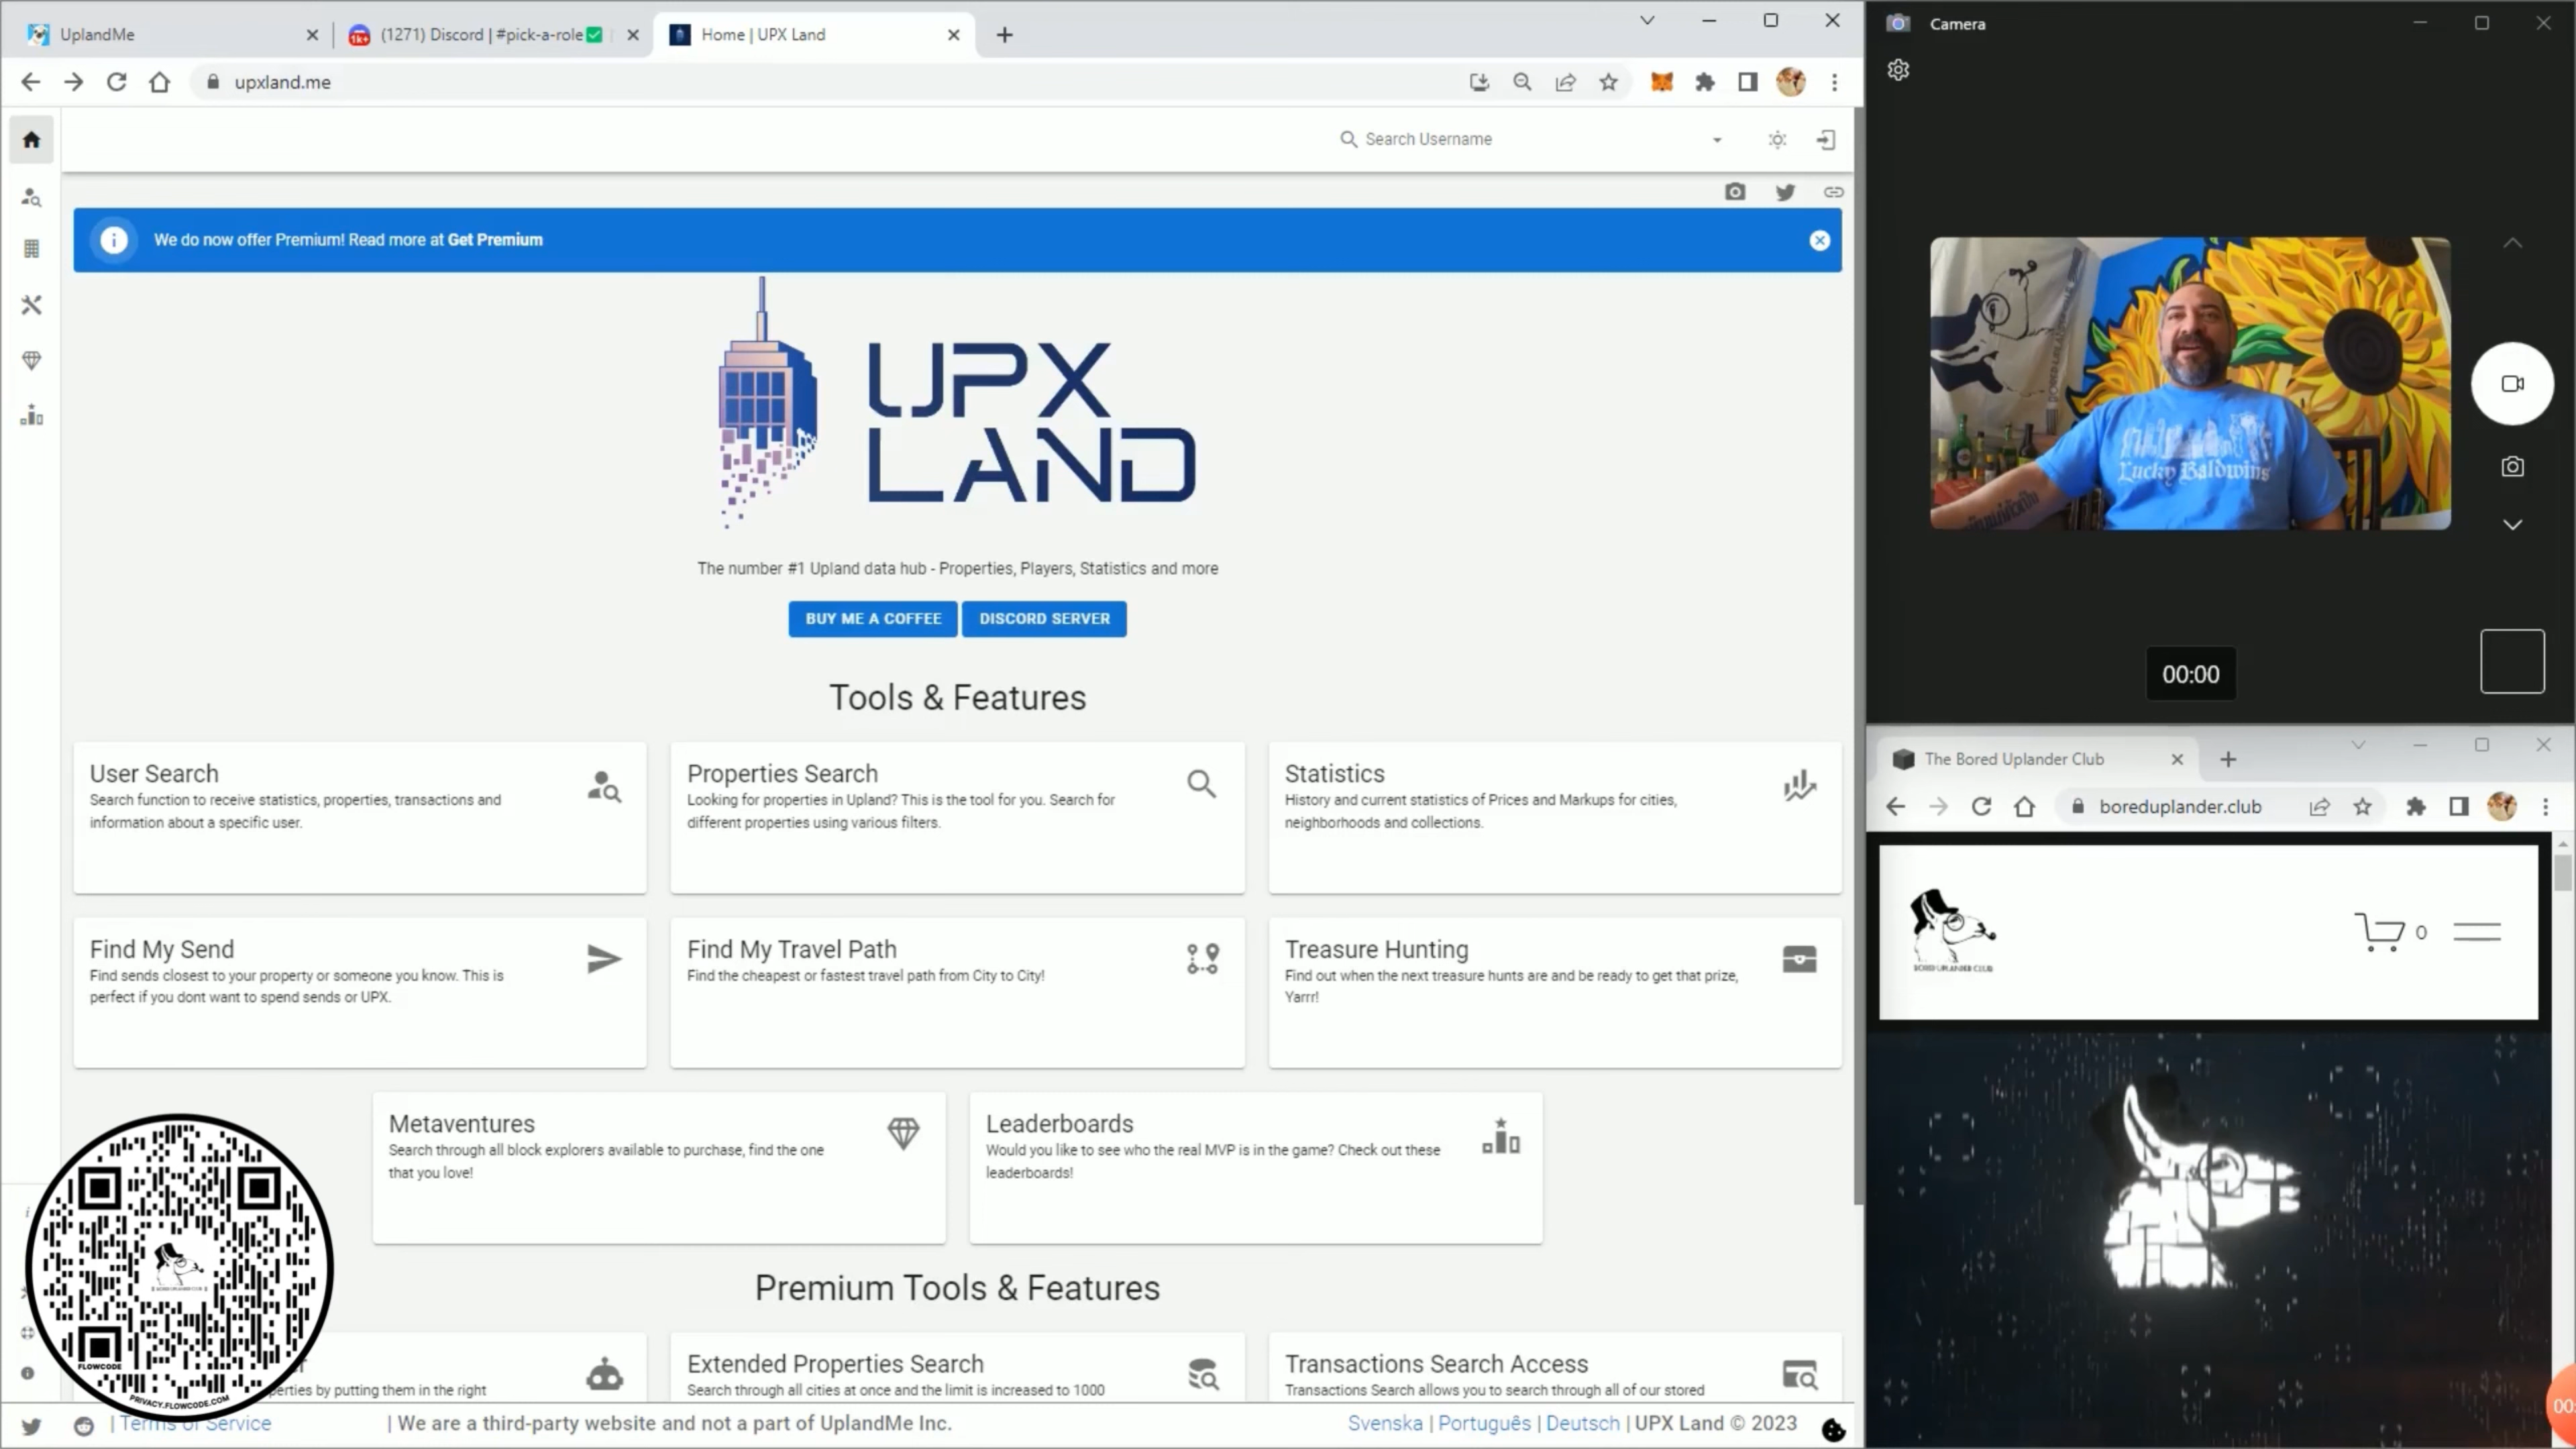 UplandMe
(1271) Discord | #pick-a-role✅
Home | UPX Land
upxland.me
Search Username
We do now offer Premium! Read more at Get Premium
UPX
LAND
The number #1 Upland data hub - Properties, Players, Statistics and more
BUY ME A COFFEE
DISCORD SERVER
Tools & Features
User Search
Search function to receive statistics, properties, transactions and
information about a specific user.
Properties Search
Looking for properties in Upland? This is the tool for you. Search for
different properties using various filters.
Statistics
History and current statistics of Prices and Markups for cities,
neighborhoods and collections.
Find My Send
Find sends closest to your property or someone you know. This is
perfect if you dont want to spend sends or UPX.
Find My Travel Path
Find the cheapest or fastest travel path from City to City!
Treasure Hunting
Find out when the next treasure hunts are and be ready to get that prize,
Yarrr!
Metaventures
Search through all block explorers available to purchase, find the one
that you love!
Leaderboards
Would you like to see who the real MVP is in the game? Check out these
leaderboards!
Premium Tools & Features
perties by putting them in the right
Extended Properties Search
Search through all cities at once and the limit is increased to 1000
Transactions Search Access
Transactions Search allows you to search through all of our stored
FLOWCODE
PRIVACY.FLOWCODE.COM
| Terms of Service
| We are a third-party website and not a part of UplandMe Inc.
Svenska | Português | Deutsch | UPX Land © 2023
Camera
Lucky Baldwins
00:00
The Bored Uplander Club
boreduplander.club
BORED UPLANDER CLUB
0
00: